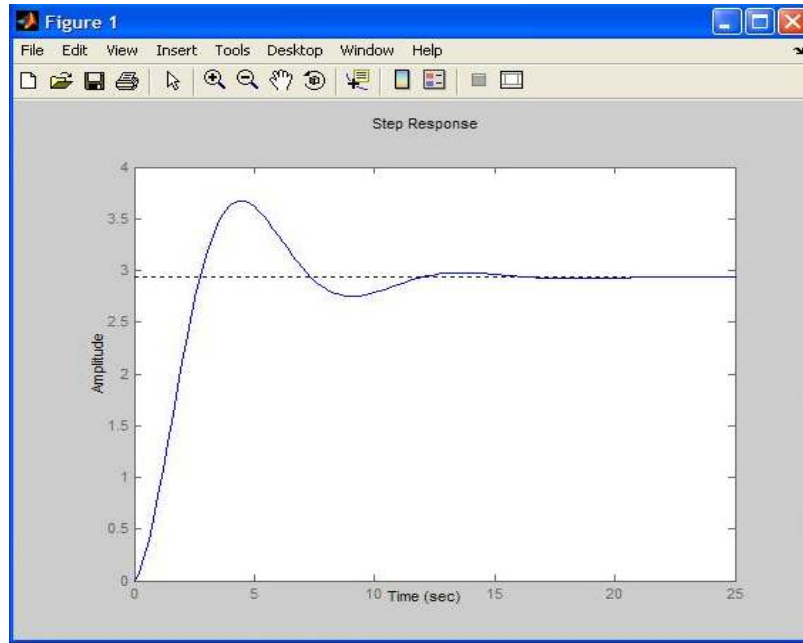 Figure 1
File Edit View Insert Tools Desktop Window Help
Step Response
4
3.5
3
2.5
2
1.5
1
0.5
0
Amplitude
0 5 10 15 20 25
Time (sec)